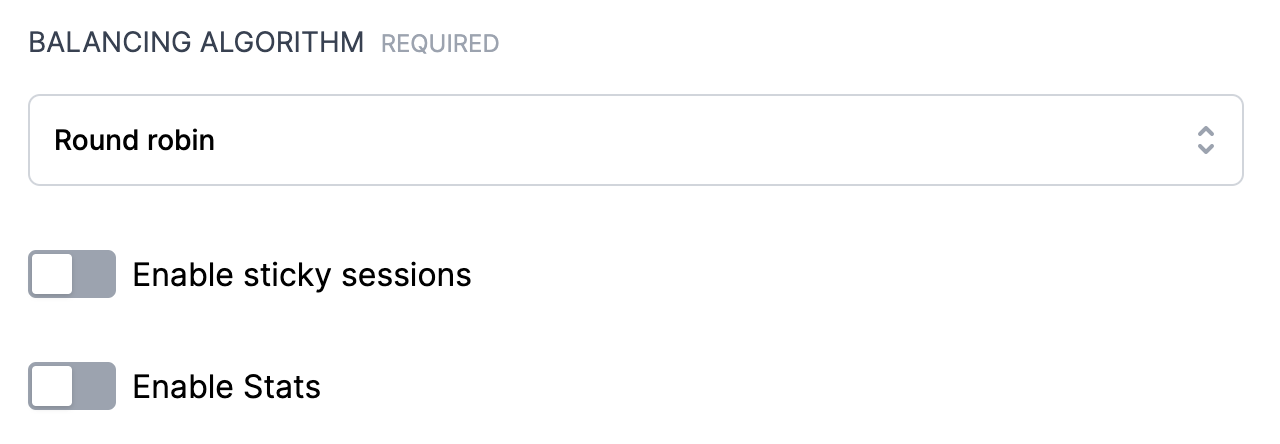 BALANCING ALGORITHM REQUIRED
Round robin
Enable sticky sessions
Enable Stats